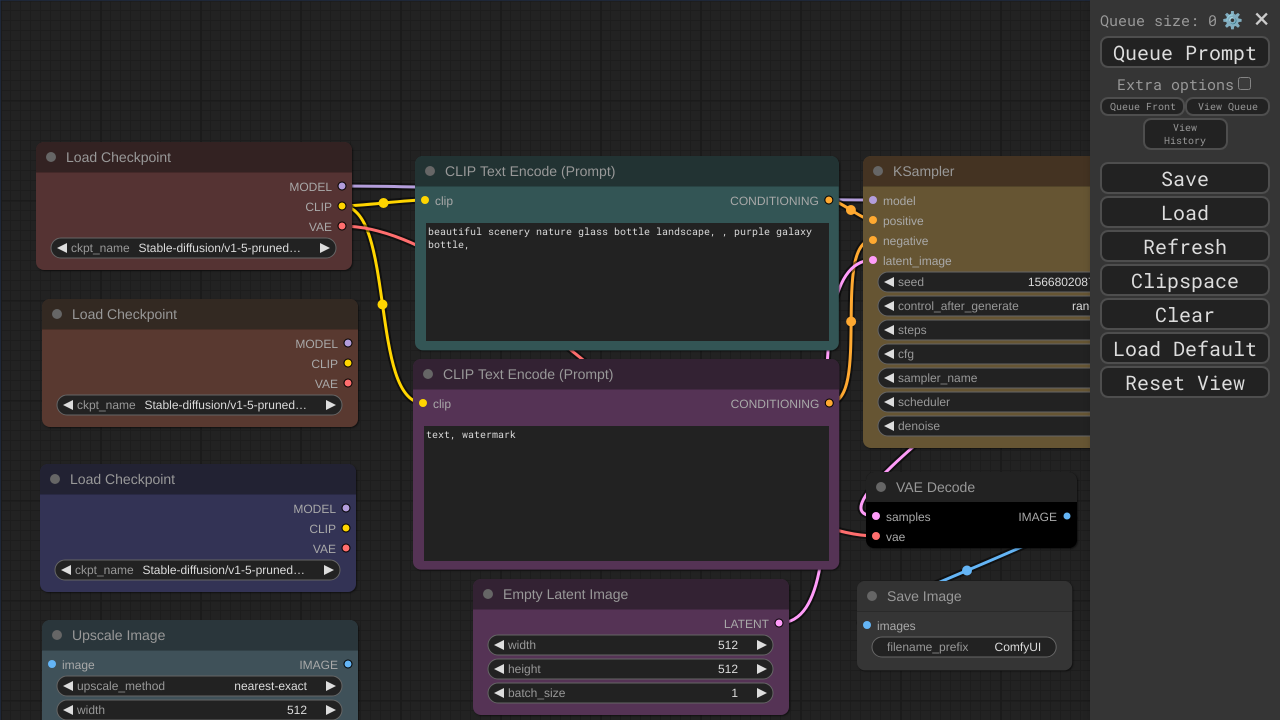 Load Checkpoint
MODEL
CLIP
VAE
ckpt_name Stable-diffusion/v1-5-pruned…
Load Checkpoint
MODEL
CLIP
VAE
ckpt_name Stable-diffusion/v1-5-pruned…
Load Checkpoint
MODEL
CLIP
VAE
ckpt_name Stable-diffusion/v1-5-pruned…
Upscale Image
image IMAGE
upscale_method nearest-exact
width 512
CLIP Text Encode (Prompt)
clip CONDITIONING
beautiful scenery nature glass bottle landscape, , purple galaxy
bottle,
CLIP Text Encode (Prompt)
clip CONDITIONING
text, watermark
Empty Latent Image
LATENT
width 512
height 512
batch_size 1
KSampler
model
positive
negative
latent_image
seed 156680208
control_after_generate ran
steps
cfg
sampler_name
scheduler
denoise
VAE Decode
samples IMAGE
vae
Save Image
images
filename_prefix ComfyUI
Queue size: 0
Queue Prompt
Extra options
Queue Front View Queue
View
History
Save
Load
Refresh
Clipspace
Clear
Load Default
Reset View